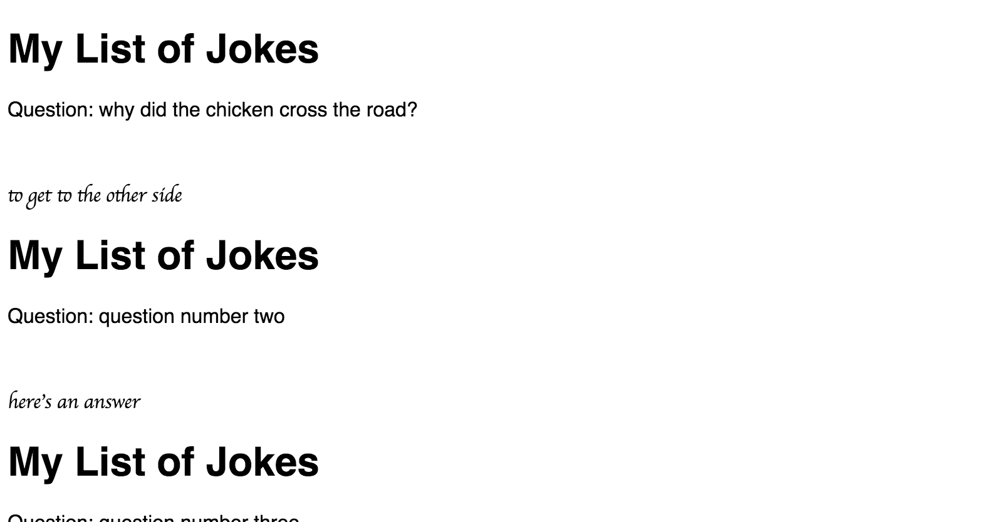 My List of Jokes
Question: why did the chicken cross the road?
to get to the other side
My List of Jokes
Question: question number two
here's an answer
My List of Jokes
Question: question number three